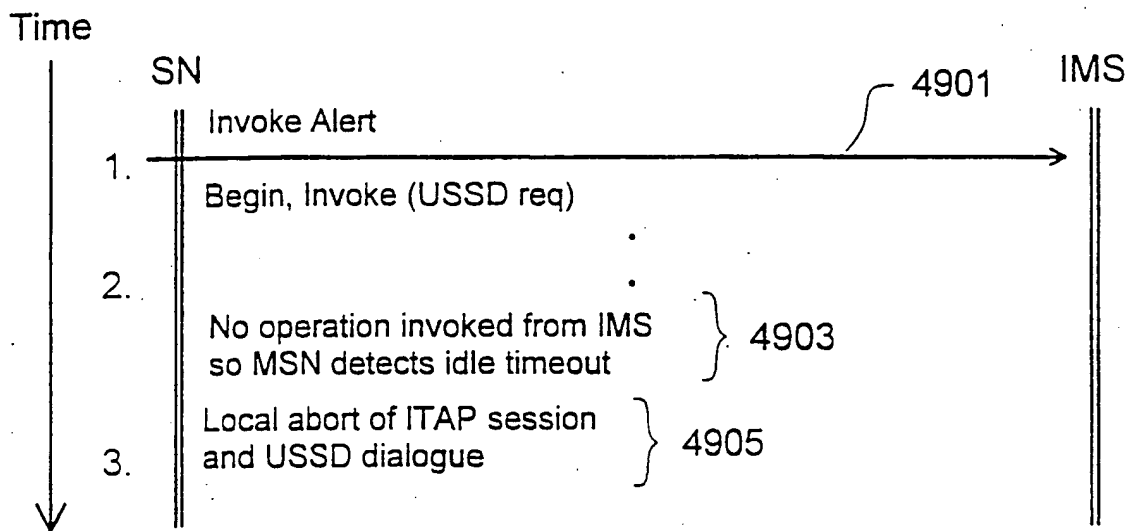 Time
SN
IMS
4901
Invoke Alert
1.
Begin, Invoke (USSD req)
2.
No operation invoked from IMS
so MSN detects idle timeout
4903
Local abort of ITAP session
and USSD dialogue
4905
3.